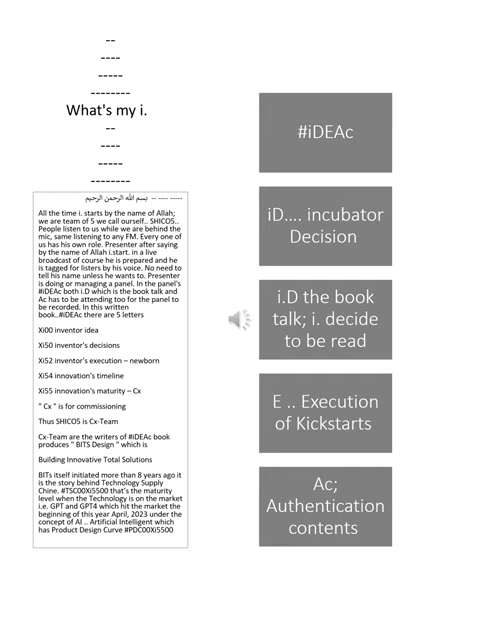 --
----
-----
--------
What's my i.
--
----
-----
--------
بسم الله الرحمن الرحيم -- ---- -----
All the time i. starts by the name of Allah;
we are team of 5 we call ourself.. SHICO5..
People listen to us while we are behind the
mic, same listening to any FM. Every one of
us has his own role. Presenter after saying
by the name of Allah i.start. in a live
broadcast of course he is prepared and he
is tagged for listers by his voice. No need to
tell his name unless he wants to. Presenter
is doing or managing a panel. In the panel's
#iDEAc both i.D which is the book talk and
Ac has to be attending too for the panel to
be recorded. In this written
book..#iDEAc there are 5 letters
Xi00 inventor idea
Xi50 inventor's decisions
Xi52 inventor's execution – newborn
Xi54 innovation's timeline
Xi55 innovation's maturity – Cx
" Cx " is for commissioning
Thus SHICO5 is Cx-Team
Cx-Team are the writers of #iDEAc book
produces " BITS Design " which is
Building Innovative Total Solutions
BITs itself initiated more than 8 years ago it
is the story behind Technology Supply
Chine. #TSC00Xi5500 that's the maturity
level when the Technology is on the market
i.e. GPT and GPT4 which hit the market the
beginning of this year April, 2023 under the
concept of AI .. Artificial Intelligent which
has Product Design Curve #PDC00Xi5500
#iDEAc
iD.... incubator
Decision
i.D the book
talk; i. decide
to be read
E .. Execution
of Kickstarts
Ac;
Authentication
contents